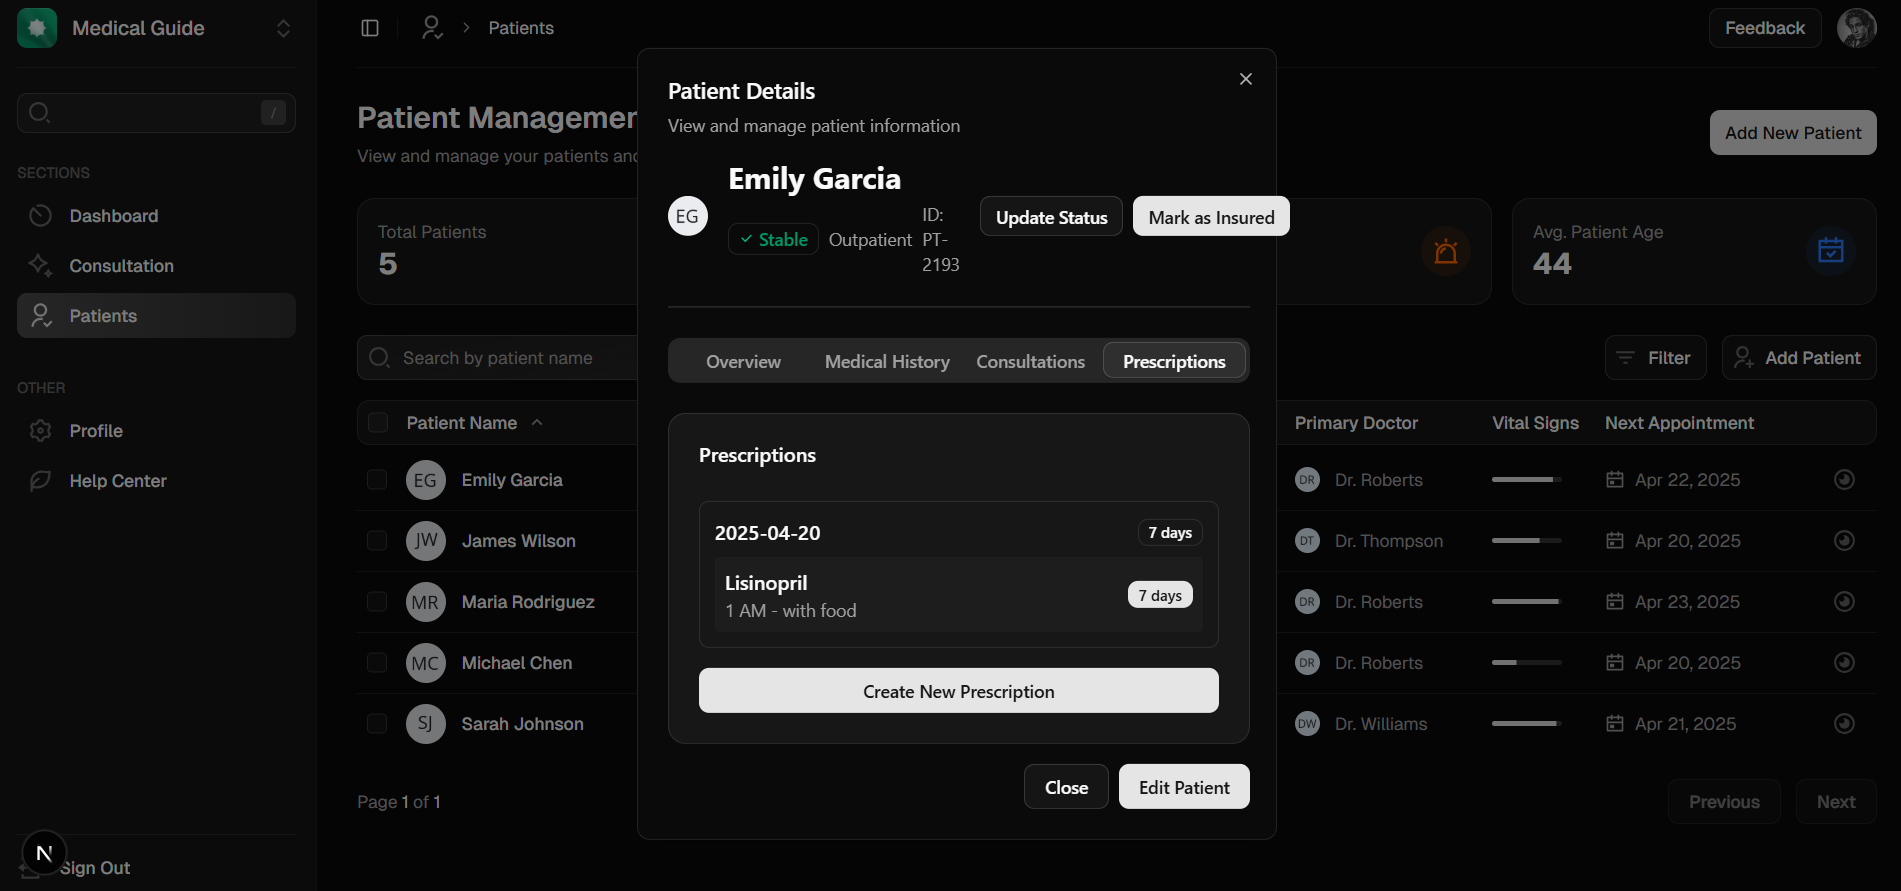 Medical Guide
Patients
Feedback
/
SECTIONS
Dashboard
Consultation
Patients
OTHER
Profile
Help Center
N
Sign Out
Patient Managemen
View and manage your patients and
Add New Patient
Total Patients
5
Avg. Patient Age
44
Search by patient name
Filter
Add Patient
Patient Name
Primary Doctor
Vital Signs
Next Appointment
EG
Emily Garcia
DR
Dr. Roberts
Apr 22, 2025
JW
James Wilson
DT
Dr. Thompson
Apr 20, 2025
MR
Maria Rodriguez
DR
Dr. Roberts
Apr 23, 2025
MC
Michael Chen
DR
Dr. Roberts
Apr 20, 2025
SJ
Sarah Johnson
DW
Dr. Williams
Apr 21, 2025
Page 1 of 1
Previous
Next
Patient Details
View and manage patient information
EG
Emily Garcia
Stable
Outpatient
ID:
PT-
2193
Update Status
Mark as Insured
Overview
Medical History
Consultations
Prescriptions
Prescriptions
2025-04-20
7 days
Lisinopril
1 AM - with food
7 days
Create New Prescription
Close
Edit Patient